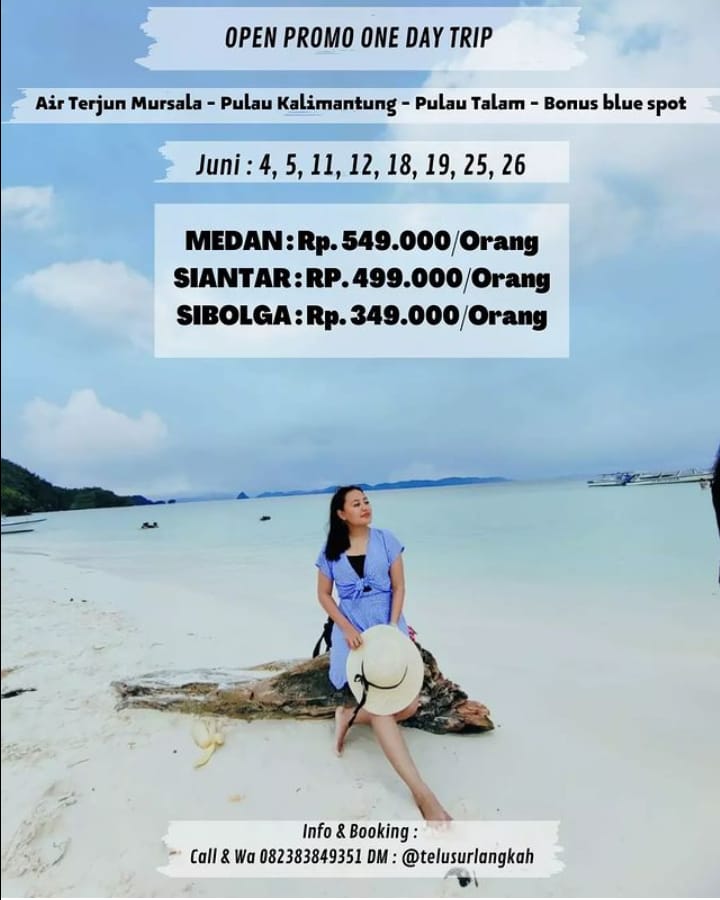 OPEN PROMO ONE DAY TRIP
Air Terjun Mursala - Pulau Kalimantung - Pulau Talam - Bonus blue spot
Juni : 4, 5, 11, 12, 18, 19, 25, 26
MEDAN : Rp. 549.000/Orang
SIANTAR : RP. 499.000/Orang
SIBOLGA : Rp. 349.000/Orang
Info & Booking :
Call & Wa 082383849351 DM : @telusurlangkah